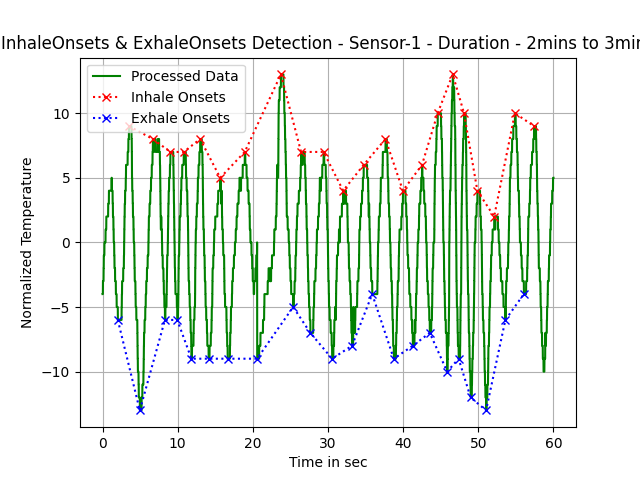 InhaleOnsets & ExhaleOnsets Detection - Sensor-1 - Duration - 2mins to 3min
Processed Data
Inhale Onsets
Exhale Onsets
Normalized Temperature
10
5
0
−5
−10
0 10 20 30 40 50 60
Time in sec